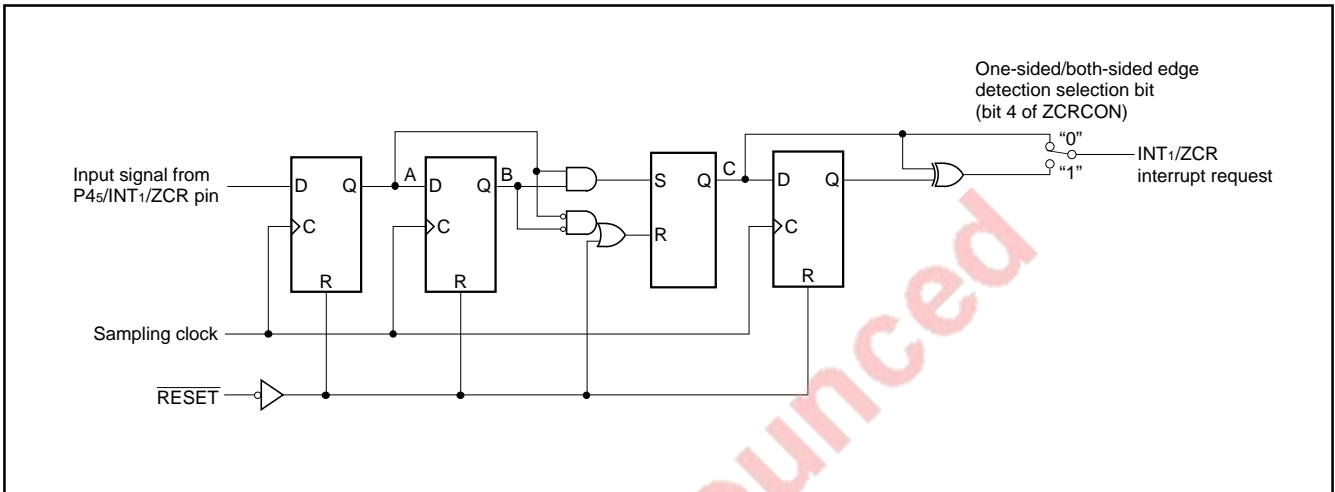 One-sided/both-sided edge
detection selection bit
(bit 4 of ZCRCON)
“0”
“1”
INT1/ZCR
interrupt request
Input signal from
P45/INT1/ZCR pin
D Q A D Q B S Q C D Q
C C R C
R R R
Sampling clock
RESET
ounced